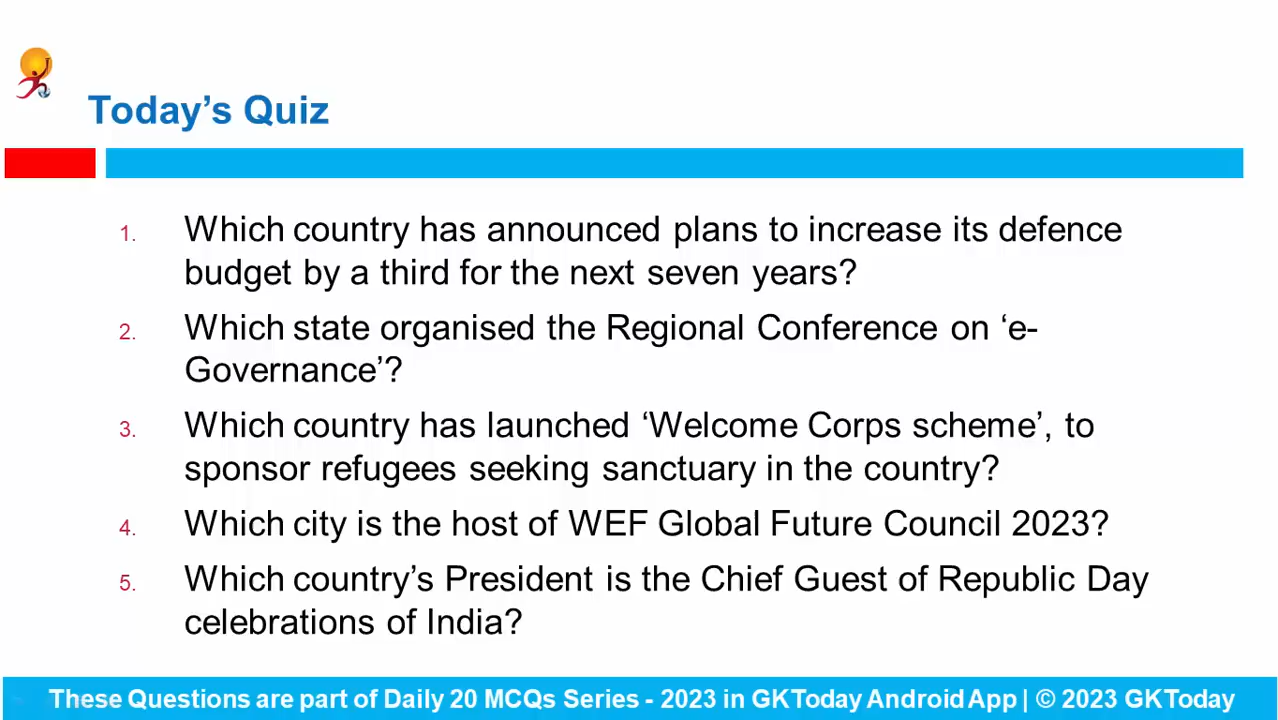 Today’s Quiz
1. Which country has announced plans to increase its defence
budget by a third for the next seven years?
2. Which state organised the Regional Conference on ‘e-
Governance’?
3. Which country has launched ‘Welcome Corps scheme’, to
sponsor refugees seeking sanctuary in the country?
4. Which city is the host of WEF Global Future Council 2023?
5. Which country’s President is the Chief Guest of Republic Day
celebrations of India?
These Questions are part of Daily 20 MCQs Series - 2023 in GKToday Android App | © 2023 GKToday